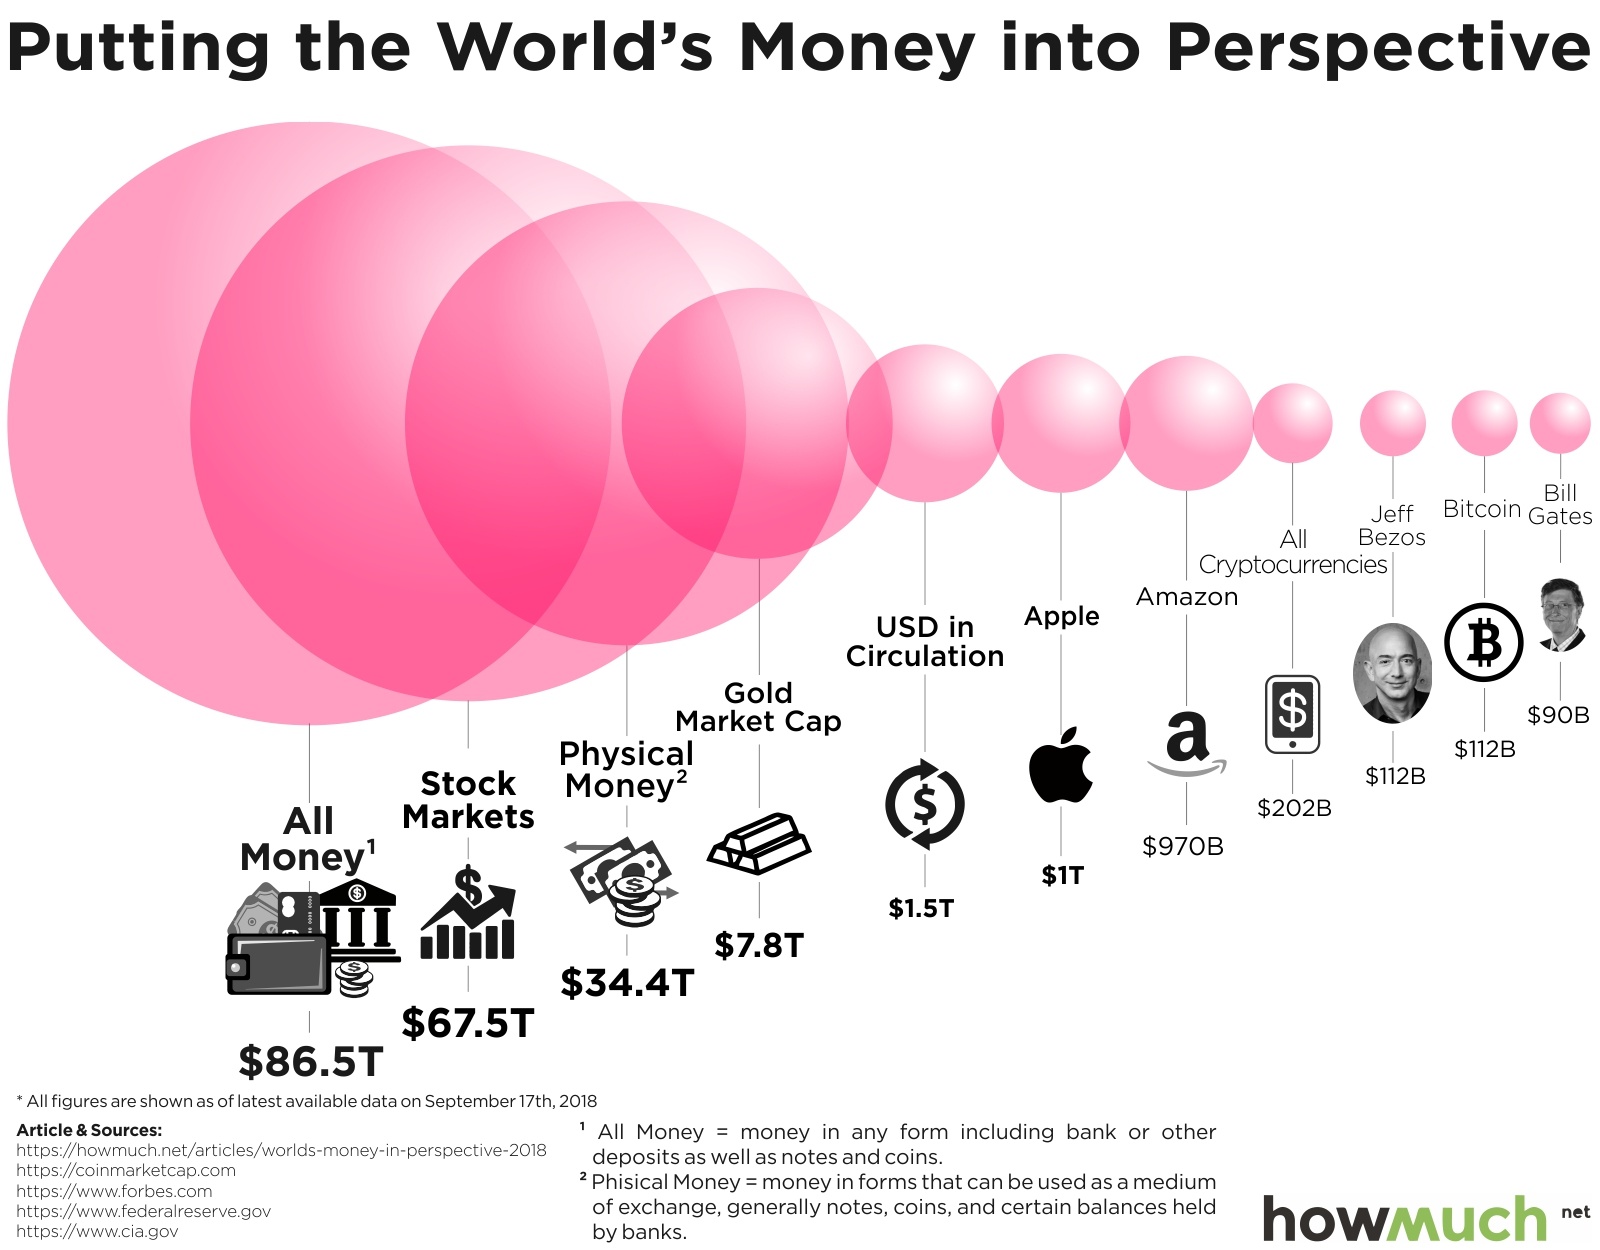 Putting the World's Money into Perspective
All
Money¹
$86.5T
Stock
Markets
$67.5T
Physical
Money²
$34.4T
Gold
Market Cap
$7.8T
USD in
Circulation
$1.5T
Apple
$1T
Amazon
a
$970B
All
Cryptocurrencies
$202B
Jeff
Bezos
$112B
Bitcoin
$112B
Bill
Gates
$90B
* All figures are shown as of latest available data on September 17th, 2018
Article & Sources:
https://howmuch.net/articles/worlds-money-in-perspective-2018
https://coinmarketcap.com
https://www.forbes.com
https://www.federalreserve.gov
https://www.cia.gov
¹ All Money = money in any form including bank or other
deposits as well as notes and coins.
² Phisical Money = money in forms that can be used as a medium
of exchange, generally notes, coins, and certain balances held
by banks.
howmuch net